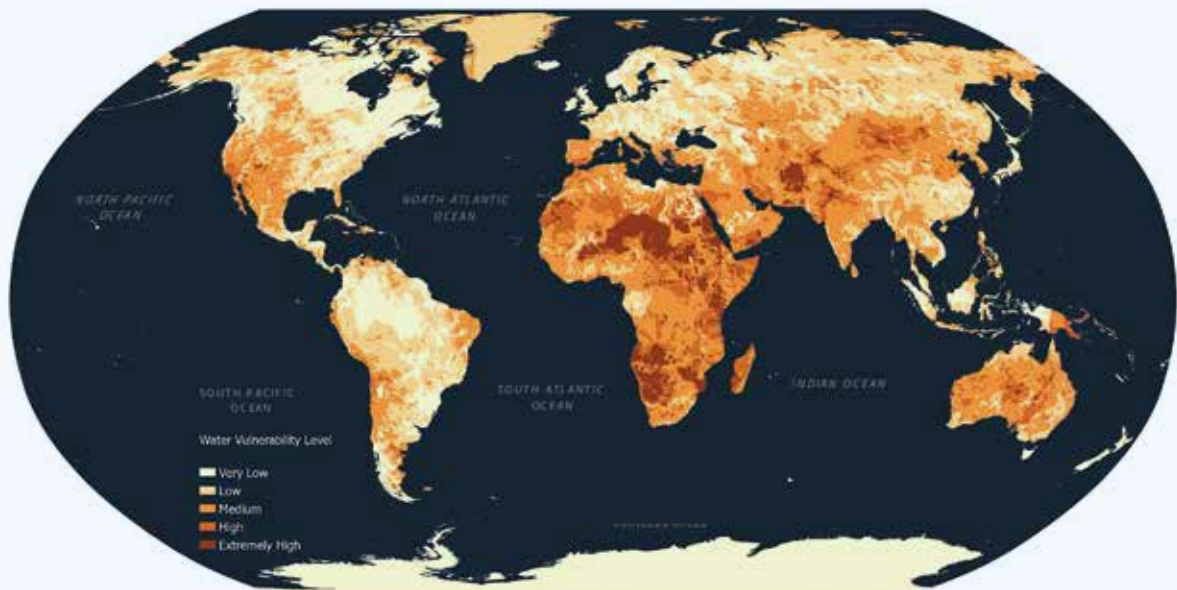 NORTH PACIFIC
OCEAN
NORTH ATLANTIC
OCEAN
SOUTH PACIFIC
OCEAN
SOUTH ATLANTIC
OCEAN
INDIAN OCEAN
Water Vulnerability Level
Very Low
Low
Medium
High
Extremely High